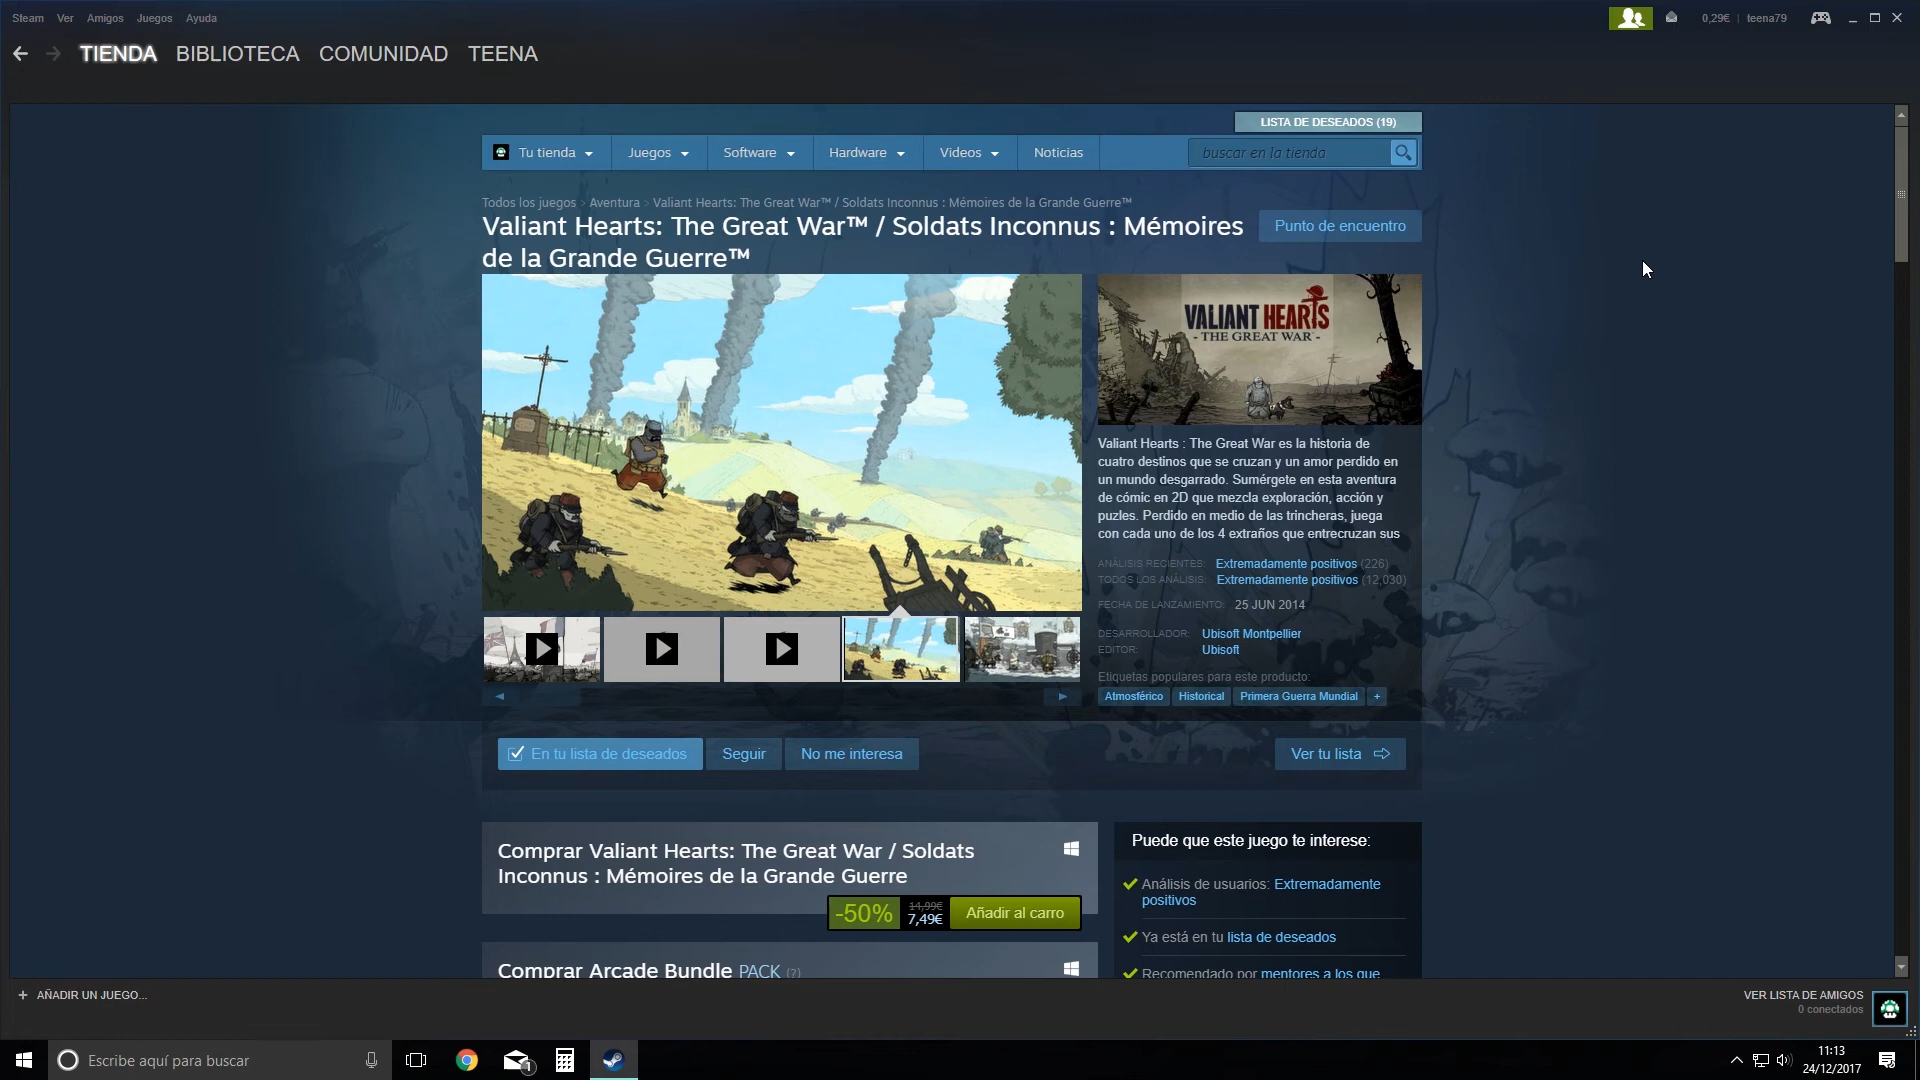 Steam Ver Amigos Juegos Ayuda
0,29€ | teena79
TIENDA BIBLIOTECA COMUNIDAD TEENA
LISTA DE DESEADOS (19)
Tu tienda Juegos Software Hardware Videos Noticias buscar en la tienda
Todos los juegos > Aventura > Valiant Hearts: The Great War™ / Soldats Inconnus : Mémoires de la Grande Guerre™
Valiant Hearts: The Great War™ / Soldats Inconnus : Mémoires
de la Grande Guerre™
Punto de encuentro
VALIANT HEARTS
- THE GREAT WAR -
Valiant Hearts : The Great War es la historia de
cuatro destinos que se cruzan y un amor perdido en
un mundo desgarrado. Sumérgete en esta aventura
de cómic en 2D que mezcla exploración, acción y
puzles. Perdido en medio de las trincheras, juega
con cada uno de los 4 extraños que entrecruzan sus
ANÁLISIS RECIENTES: Extremadamente positivos (226)
TODOS LOS ANÁLISIS: Extremadamente positivos (12,030)
FECHA DE LANZAMIENTO: 25 JUN 2014
DESARROLLADOR: Ubisoft Montpellier
EDITOR: Ubisoft
Etiquetas populares para este producto:
Atmosférico Historical Primera Guerra Mundial +
En tu lista de deseados Seguir No me interesa Ver tu lista
Comprar Valiant Hearts: The Great War / Soldats
Inconnus : Mémoires de la Grande Guerre
-50% 14,99€ 7,49€ Añadir al carro
Comprar Arcade Bundle PACK (?)
Puede que este juego te interese:
Análisis de usuarios: Extremadamente
positivos
Ya está en tu lista de deseados
Recomendado por mentores a los que
+ AÑADIR UN JUEGO...
VER LISTA DE AMIGOS
0 conectados
Escribe aquí para buscar
1
11:13
24/12/2017